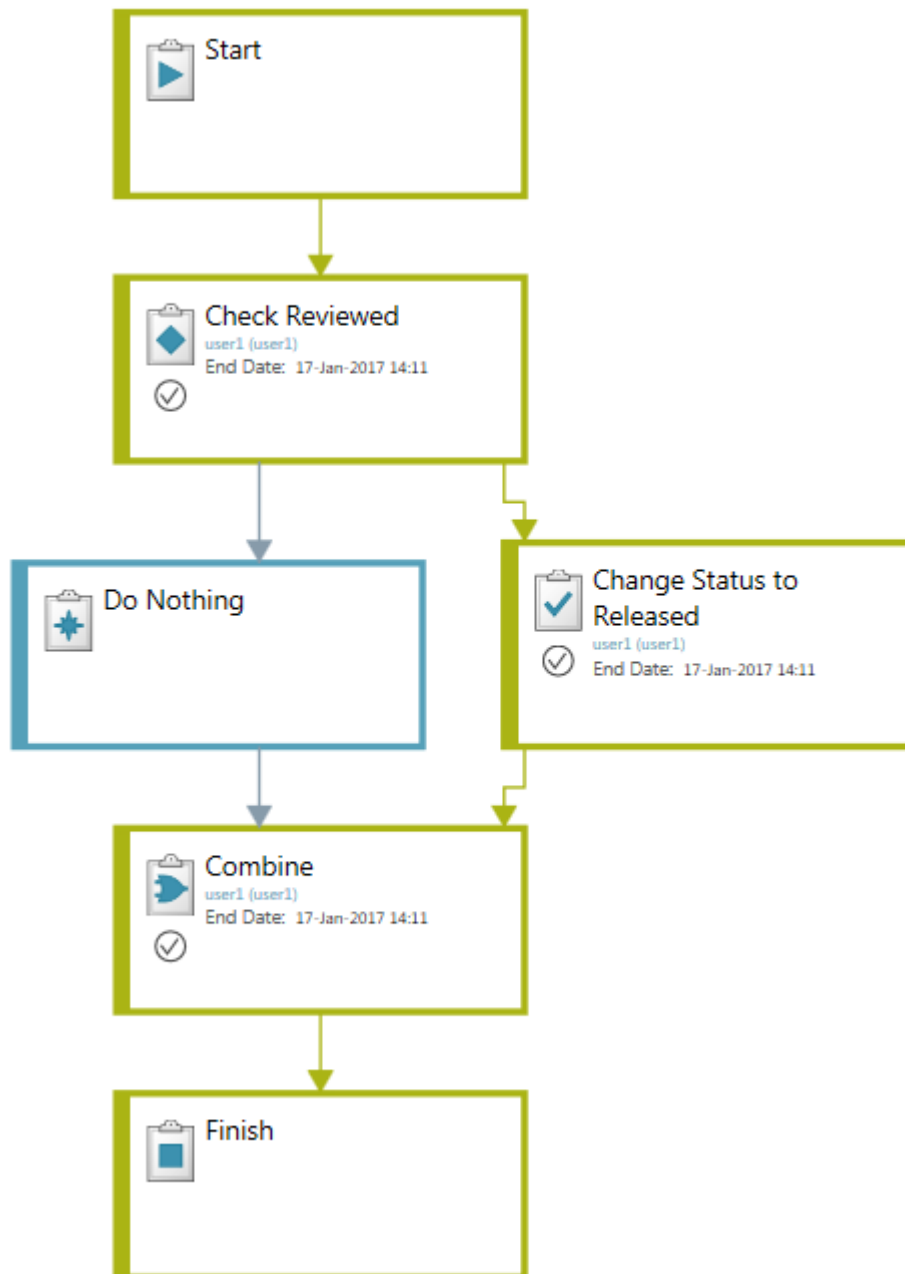 Start
Check Reviewed
user1 (user1)
End Date: 17-Jan-2017 14:11
Do Nothing
Change Status to
Released
user1 (user1)
End Date: 17-Jan-2017 14:11
Combine
user1 (user1)
End Date: 17-Jan-2017 14:11
Finish